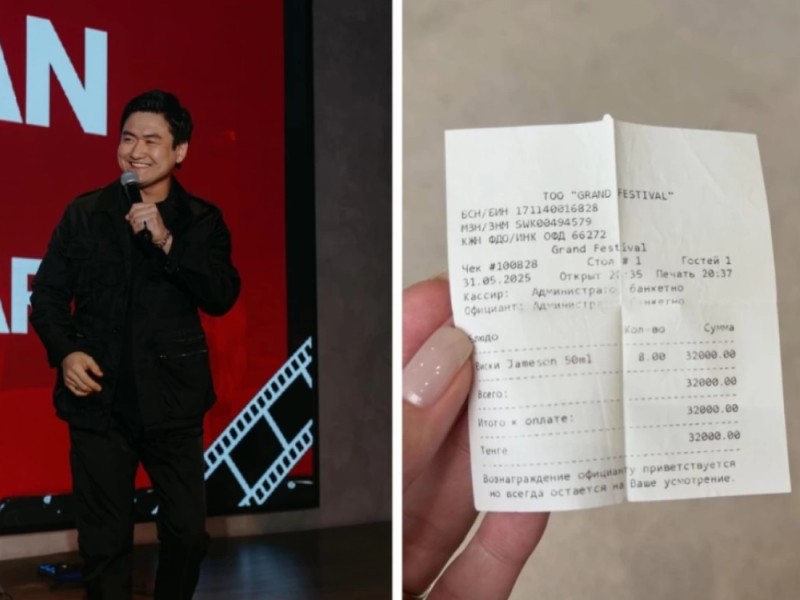 AN
AR
ТОО "GRAND FESTIVAL"
БСН/БИН 171140016828
МЗН/ЗНМ SWK00494579
КЖН ФДО/ИНК ОФД 66272
Grand Festival
Чек #100828 Стол # 1 Гостей 1
31.05.2025 Открыт 20:35 Печать 20:37
Кассир: Администрато банкетно
Официант: Администрато банкетно
Блюдо Кол-во Сумма
Виски Jameson 50ml 8.00 32000.00
Всего: 32000.00
Итого к оплате: 32000.00
Тенге 32000.00
Вознаграждение официанту приветствуется
но всегда остается на Ваше усмотрение.